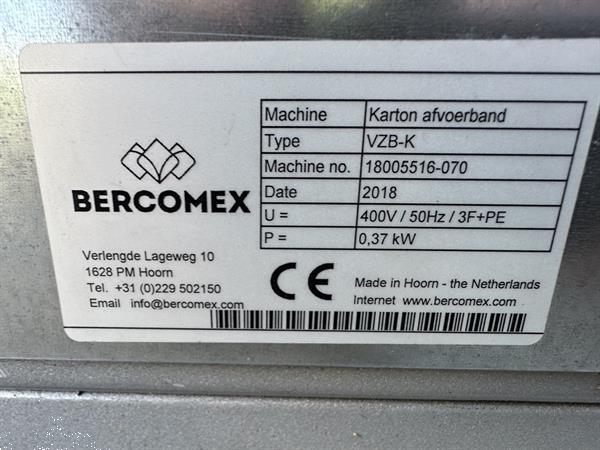 BERCOMEX
Machine Karton afvoerband
Type VZB-K
Machine no. 18005516-070
Date 2018
U = 400V / 50Hz / 3F+PE
P = 0,37 kW
Verlengde Lageweg 10
1628 PM Hoorn
Tel. +31 (0)229 502150
Email info@bercomex.com
CE
Made in Hoorn - the Netherlands
Internet www.bercomex.com